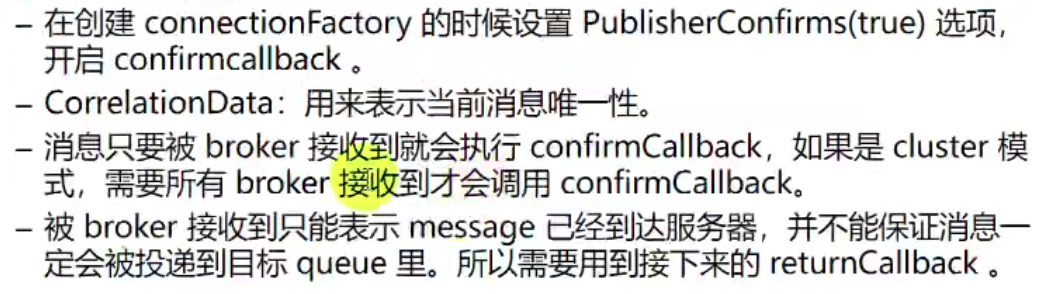 – 在创建 connectionFactory 的时候设置 PublisherConfirms(true) 选项，
开启 confirmcallback 。
– CorrelationData：用来表示当前消息唯一性。
– 消息只要被 broker 接收到就会执行 confirmCallback，如果是 cluster 模
式，需要所有 broker 接收到才会调用 confirmCallback。
– 被 broker 接收到只能表示 message 已经到达服务器，并不能保证消息一
定会被投递到目标 queue 里。所以需要用到接下来的 returnCallback 。